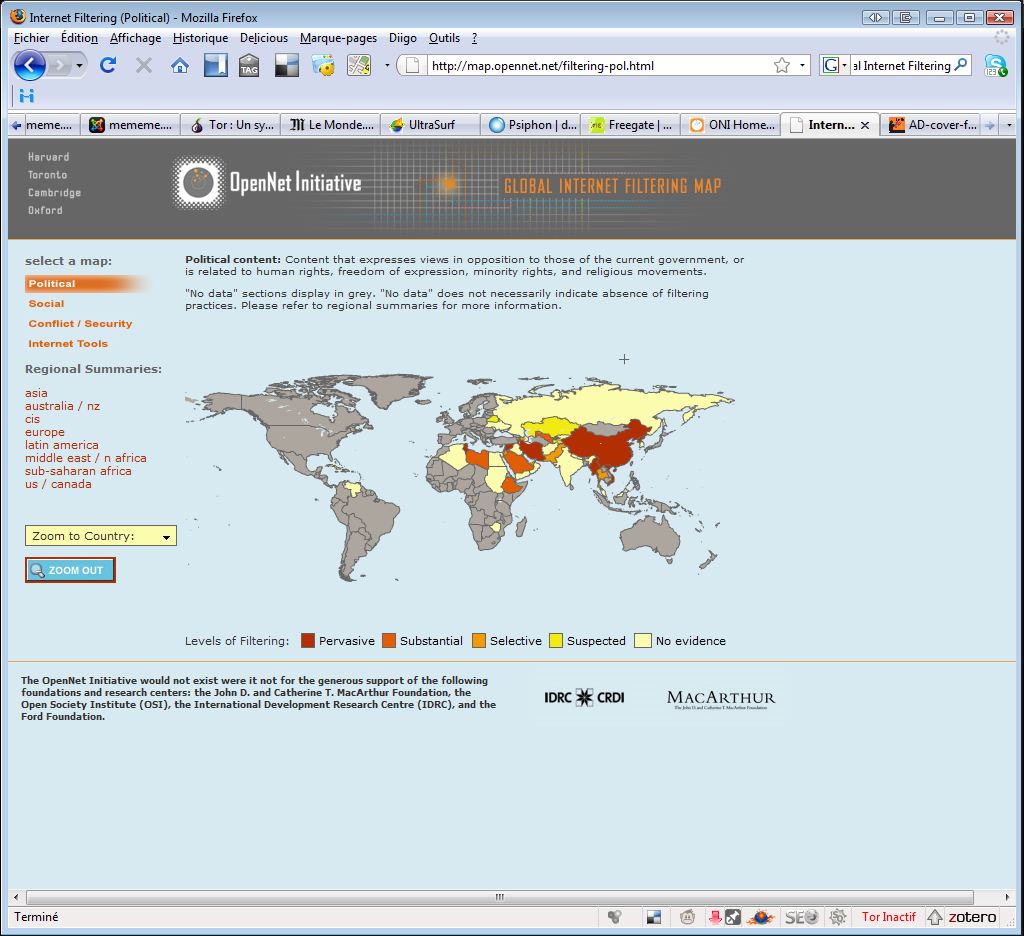 Internet Filtering (Political) - Mozilla Firefox
Fichier Édition Affichage Historique Delicious Marque-pages Diigo Outils ?
TAG
http://map.opennet.net/filtering-pol.html
G
al Internet Filtering
123
meme....
mememe....
Tor : Un sy...
Le Monde....
UltraSurf
Psiphon | d...
Freegate | ...
ONI Home...
Intern...
AD-cover-f...
Harvard
Toronto
Cambridge
Oxford
OpenNet Initiative
GLOBAL INTERNET FILTERING MAP
select a map:
Political
Social
Conflict / Security
Internet Tools
Regional Summaries:
asia
australia / nz
cis
europe
latin america
middle east / n africa
sub-saharan africa
us / canada
Zoom to Country:
ZOOM OUT
Political content: Content that expresses views in opposition to those of the current government, or
is related to human rights, freedom of expression, minority rights, and religious movements.
"No data" sections display in grey. "No data" does not necessarily indicate absence of filtering
practices. Please refer to regional summaries for more information.
Levels of Filtering: Pervasive Substantial Selective Suspected No evidence
The OpenNet Initiative would not exist were it not for the generous support of the following
foundations and research centers: the John D. and Catherine T. MacArthur Foundation, the
Open Society Institute (OSI), the International Development Research Centre (IDRC), and the
Ford Foundation.
IDRC CRDI
MACARTHUR
The John D. and Catherine T. MacArthur Foundation
Terminé
SEO
Tor Inactif
zotero